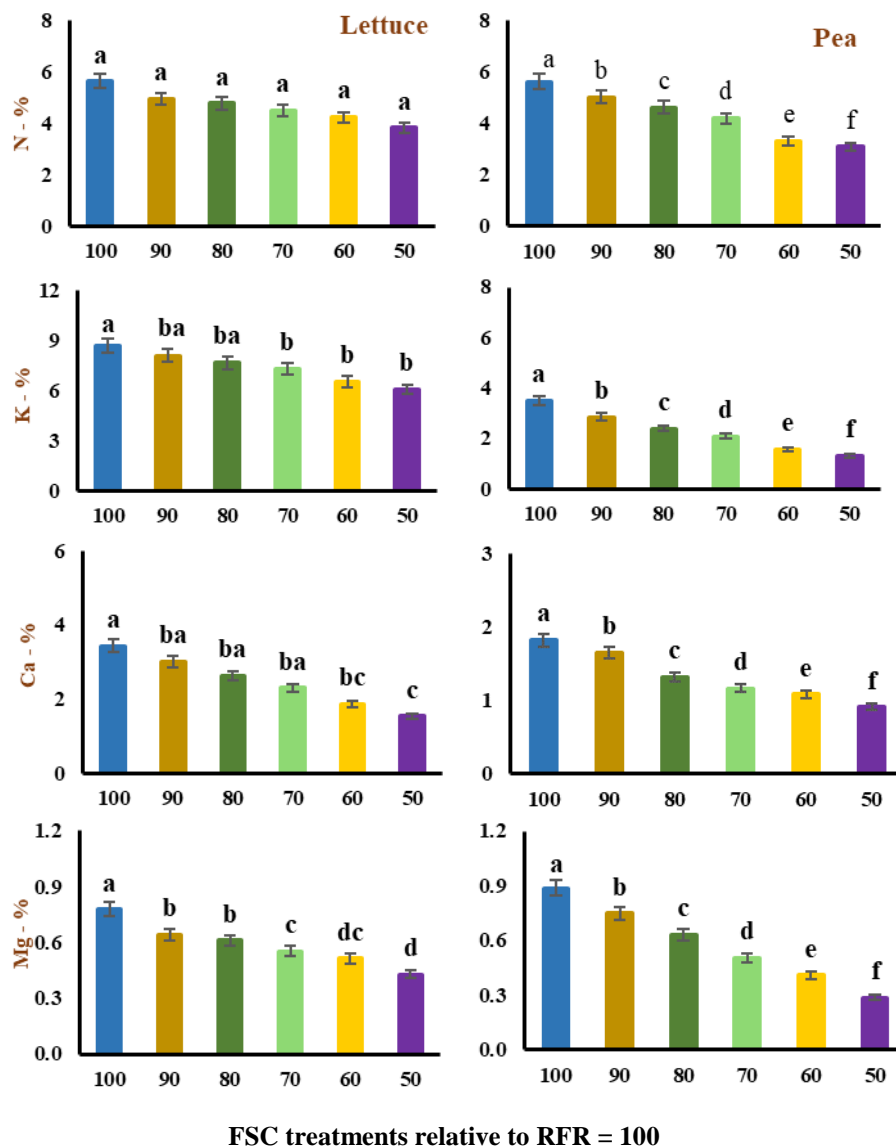 Lettuce
N - %
8
6
4
2
0
a a a a a a
100 90 80 70 60 50
Pea
8
6
4
2
0
a b c d e f
100 90 80 70 60 50
K - %
12
9
6
3
0
a ba ba b b b
100 90 80 70 60 50
8
6
4
2
0
a b c d e f
100 90 80 70 60 50
Ca - %
6
4
2
0
a ba ba ba bc c
100 90 80 70 60 50
3
2
1
0
a b c d e f
100 90 80 70 60 50
Mg - %
1.2
0.9
0.6
0.3
0.0
a b b c dc d
100 90 80 70 60 50
1.2
0.9
0.6
0.3
0.0
a b c d e f
100 90 80 70 60 50
FSC treatments relative to RFR = 100